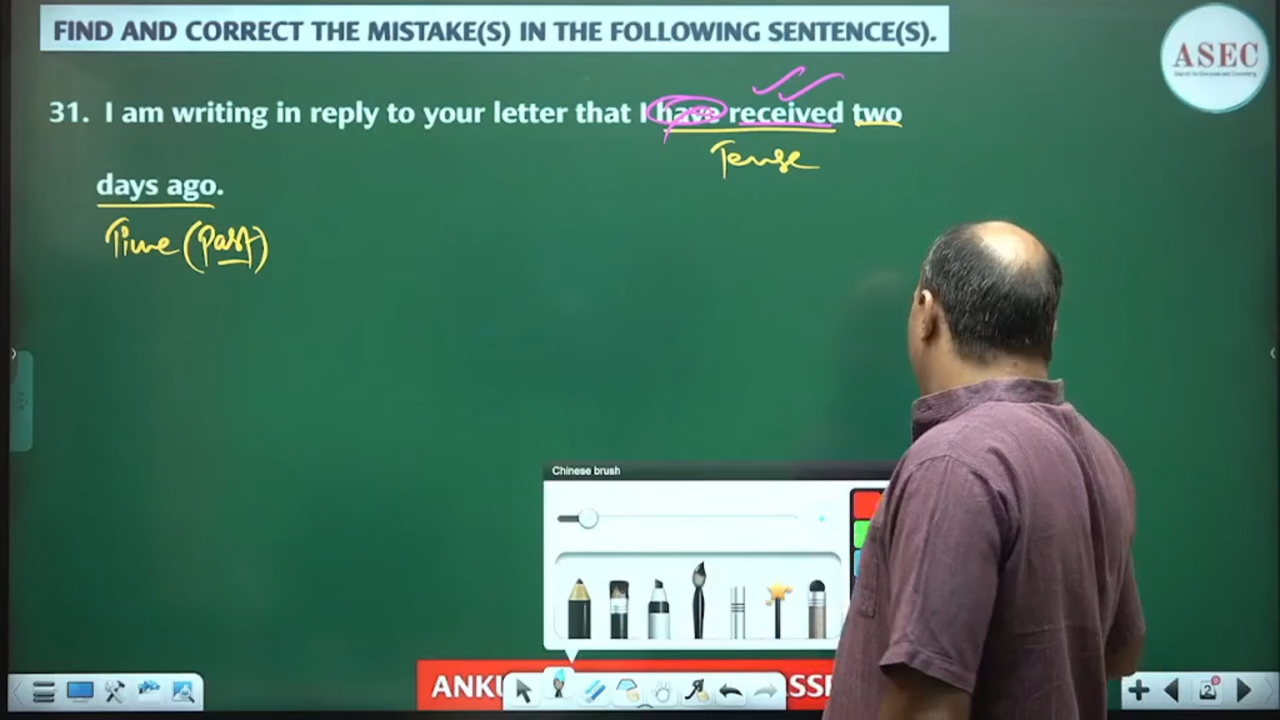 FIND AND CORRECT THE MISTAKE(S) IN THE FOLLOWING SENTENCE(S).
ASEC
31. I am writing in reply to your letter that I have received two
Tense
days ago.
Time (Past)
Chinese brush
ANKU
2